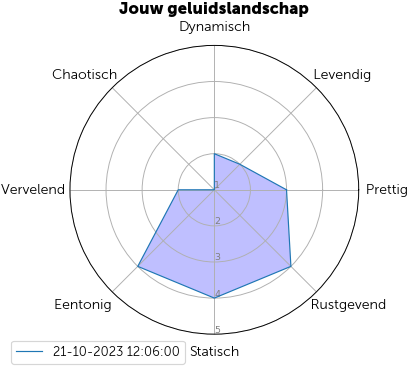 Jouw geluidslandschap
Dynamisch
Chaotisch
Levendig
Vervelend
1
Prettig
2
3
4
Eentonig
Rustgevend
5
21-10-2023 12:06:00
Statisch